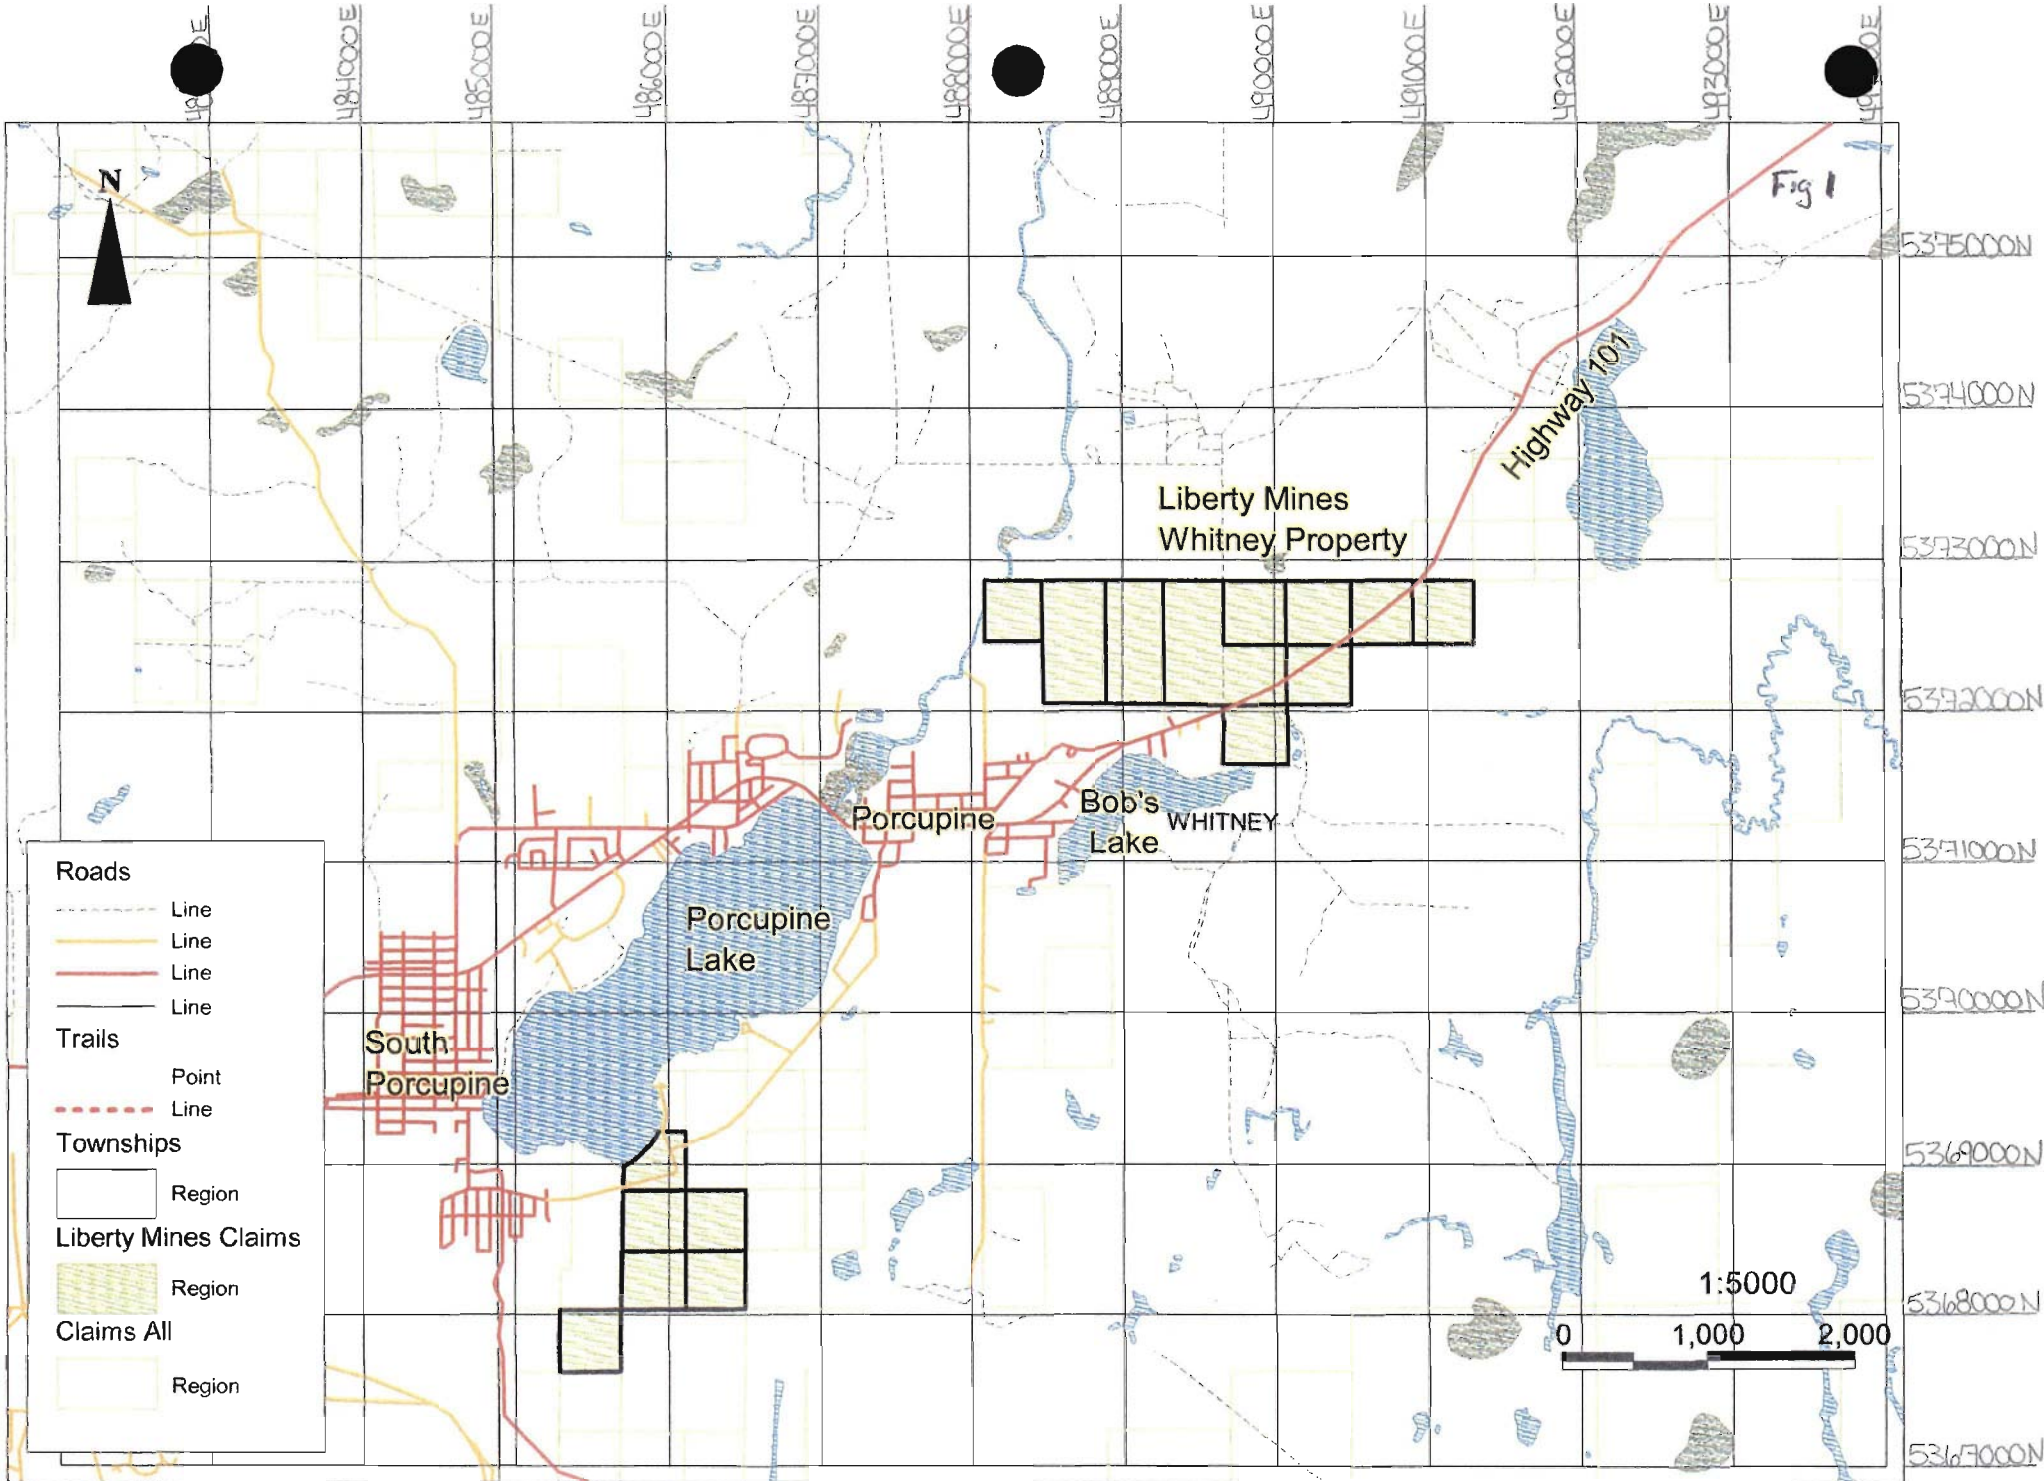 484000E
485000E
486000E
487000E
488000E
489000E
490000E
491000E
492000E
493000E
N
Fig 1
5375000N
Highway 101
5374000N
Liberty Mines
Whitney Property
5373000N
5372000N
Porcupine
Bob's
Lake
WHITNEY
5371000N
Porcupine
Lake
5370000N
South
Porcupine
5369000N
5368000N
5367000N
Roads
Line
Line
Line
Line
Trails
Point
Line
Townships
Region
Liberty Mines Claims
Region
Claims All
Region
1:5000
0 1,000 2,000